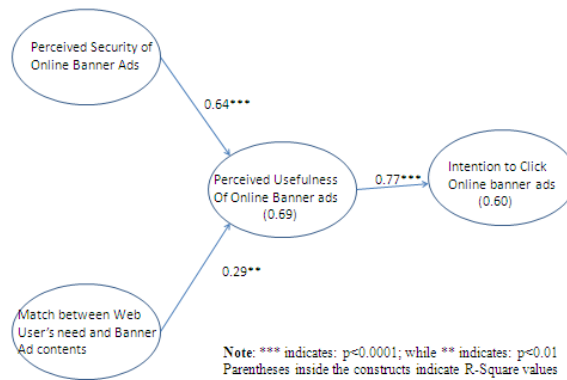 Perceived Security of
Online Banner Ads
0.64***
Perceived Usefulness
Of Online Banner ads
(0.69)
0.77***
Intention to Click
Online banner ads
(0.60)
0.29**
Match between Web
User's need and Banner
Ad contents
Note: *** indicates: p<0.0001; while ** indicates: p<0.01
Parentheses inside the constructs indicate R-Square values